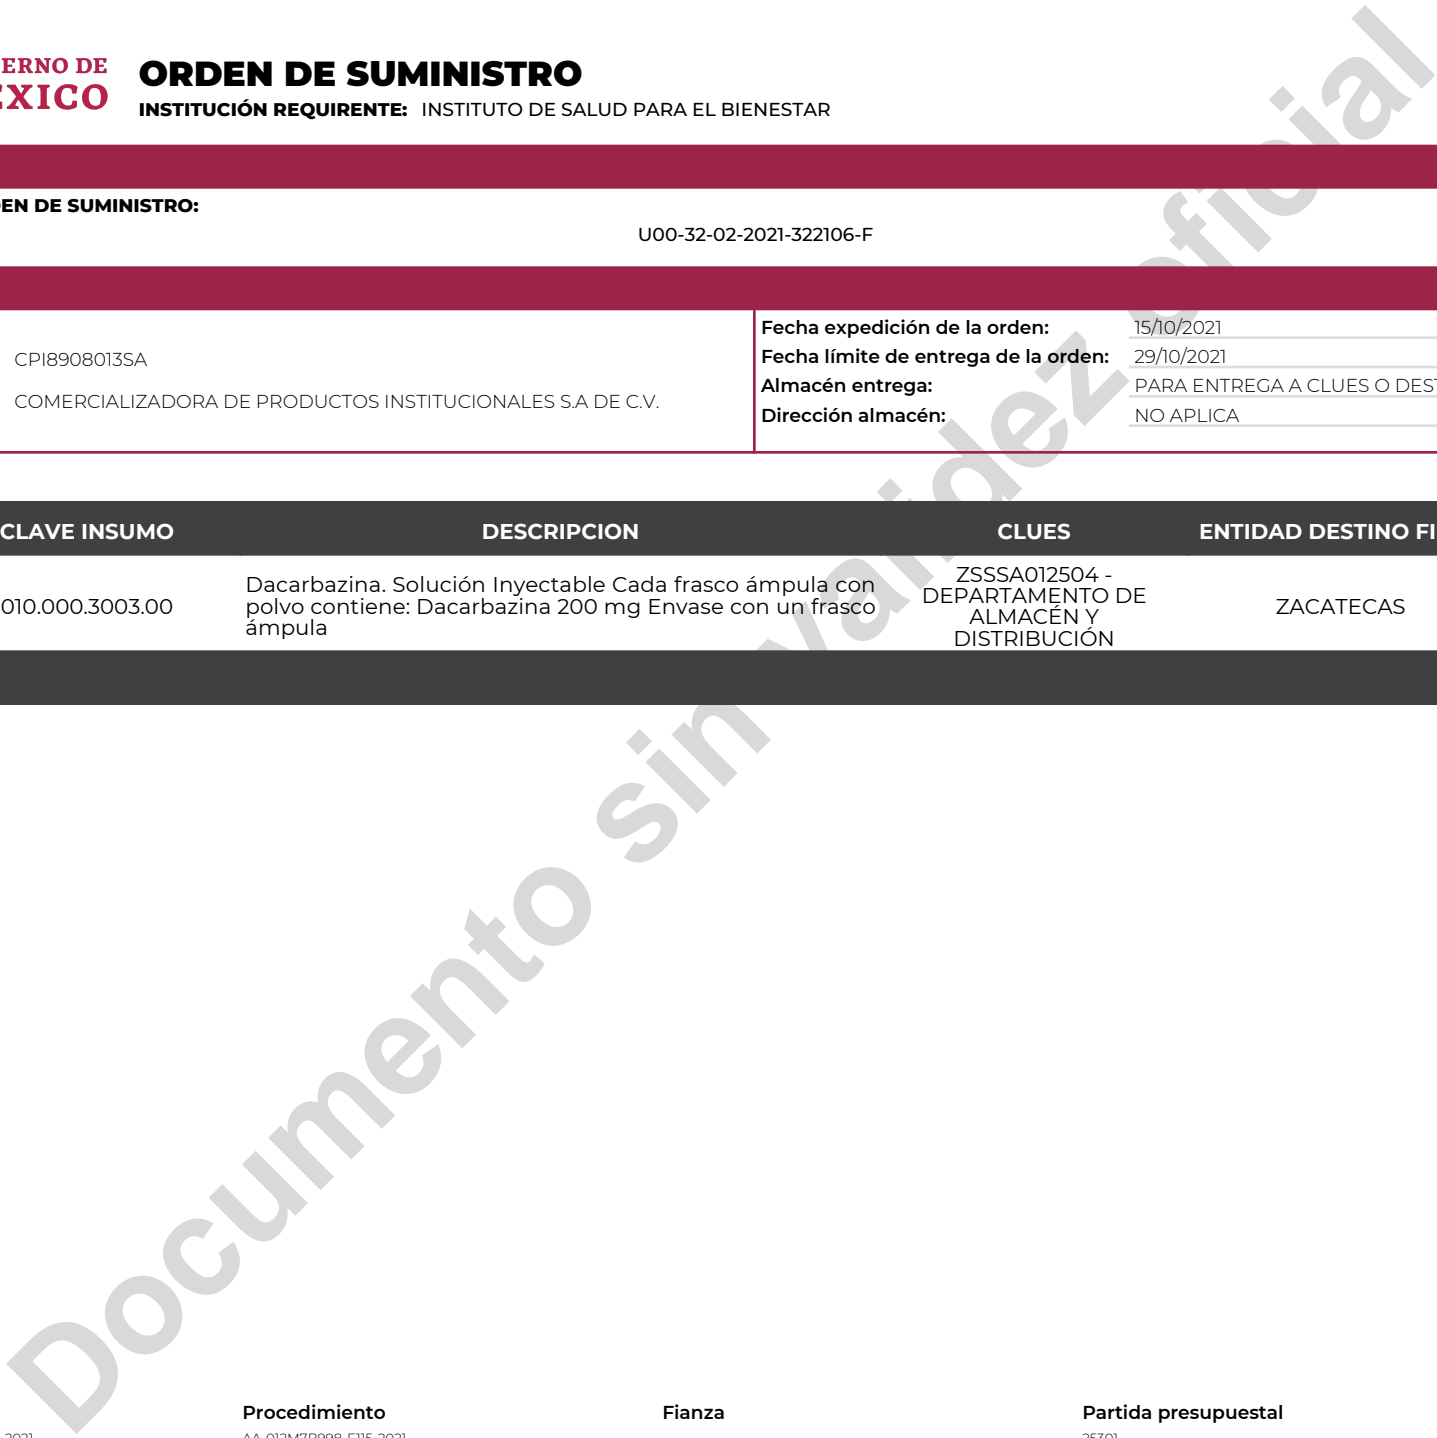 ERNO DE
EXICO
ORDEN DE SUMINISTRO
INSTITUCIÓN REQUIRENTE: INSTITUTO DE SALUD PARA EL BIENESTAR
EN DE SUMINISTRO:
U00-32-02-2021-322106-F
CPI8908013SA
COMERCIALIZADORA DE PRODUCTOS INSTITUCIONALES S.A DE C.V.
Fecha expedición de la orden: 15/10/2021
Fecha límite de entrega de la orden: 29/10/2021
Almacén entrega: PARA ENTREGA A CLUES O DEST
Dirección almacén: NO APLICA
CLAVE INSUMO DESCRIPCION CLUES ENTIDAD DESTINO FI
010.000.3003.00
Dacarbazina. Solución Inyectable Cada frasco ámpula con
polvo contiene: Dacarbazina 200 mg Envase con un frasco
ámpula
ZSSSA012504 -
DEPARTAMENTO DE
ALMACÉN Y
DISTRIBUCIÓN
ZACATECAS
Documento sin validez oficial
Procedimiento Fianza Partida presupuestal